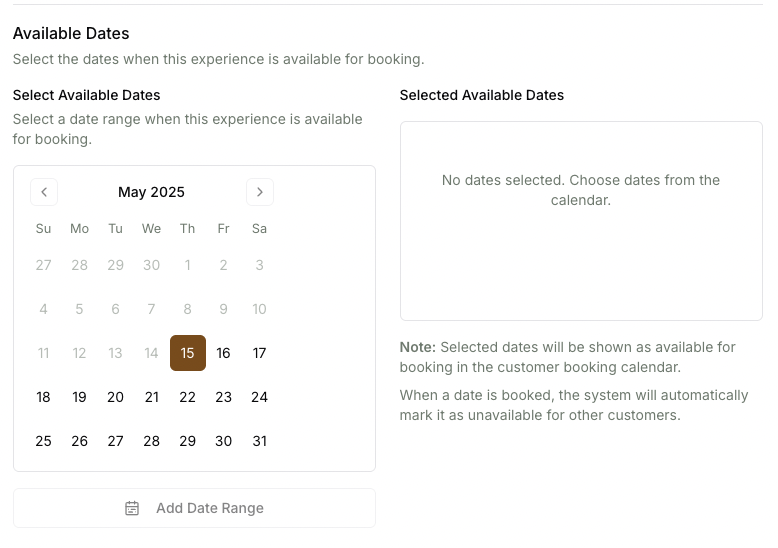 Available Dates
Select the dates when this experience is available for booking.
Select Available Dates
Select a date range when this experience is available
for booking.
May 2025
Su Mo Tu We Th Fr Sa
27 28 29 30 1 2 3
4 5 6 7 8 9 10
11 12 13 14 15 16 17
18 19 20 21 22 23 24
25 26 27 28 29 30 31
Add Date Range
Selected Available Dates
No dates selected. Choose dates from the
calendar.
Note: Selected dates will be shown as available for
booking in the customer booking calendar.
When a date is booked, the system will automatically
mark it as unavailable for other customers.